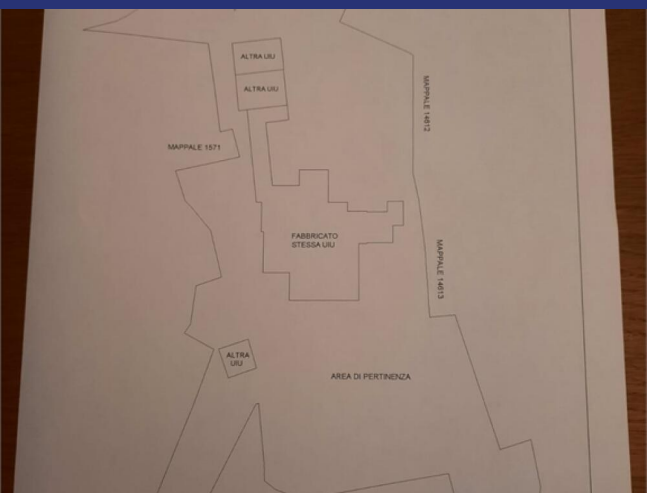 ALTRA UIU
ALTRA UIU
MAPPALE 14612
MAPPALE 1571
FABBRICATO
STESSA UIU
MAPPALE 14613
ALTRA
UIU
AREA DI PERTINENZA